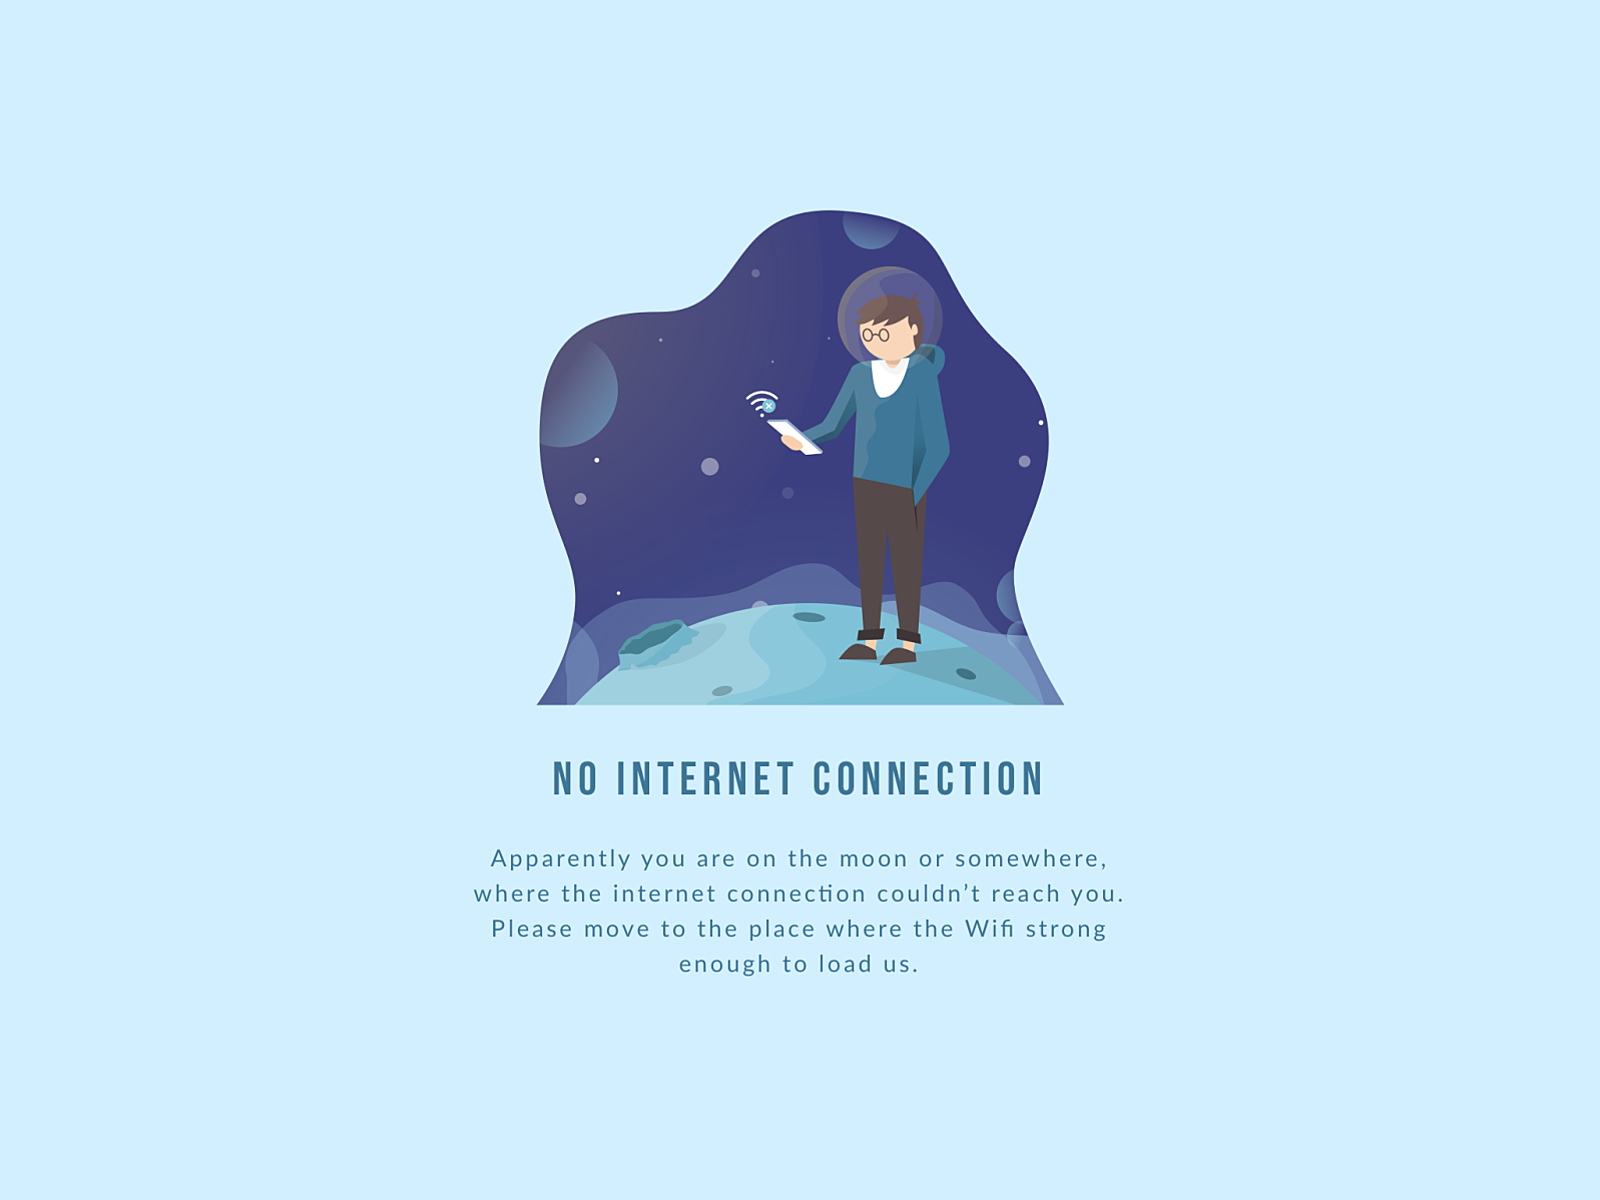 NO INTERNET CONNECTION
Apparently you are on the moon or somewhere,
where the internet connection couldn’t reach you.
Please move to the place where the Wifi strong
enough to load us.